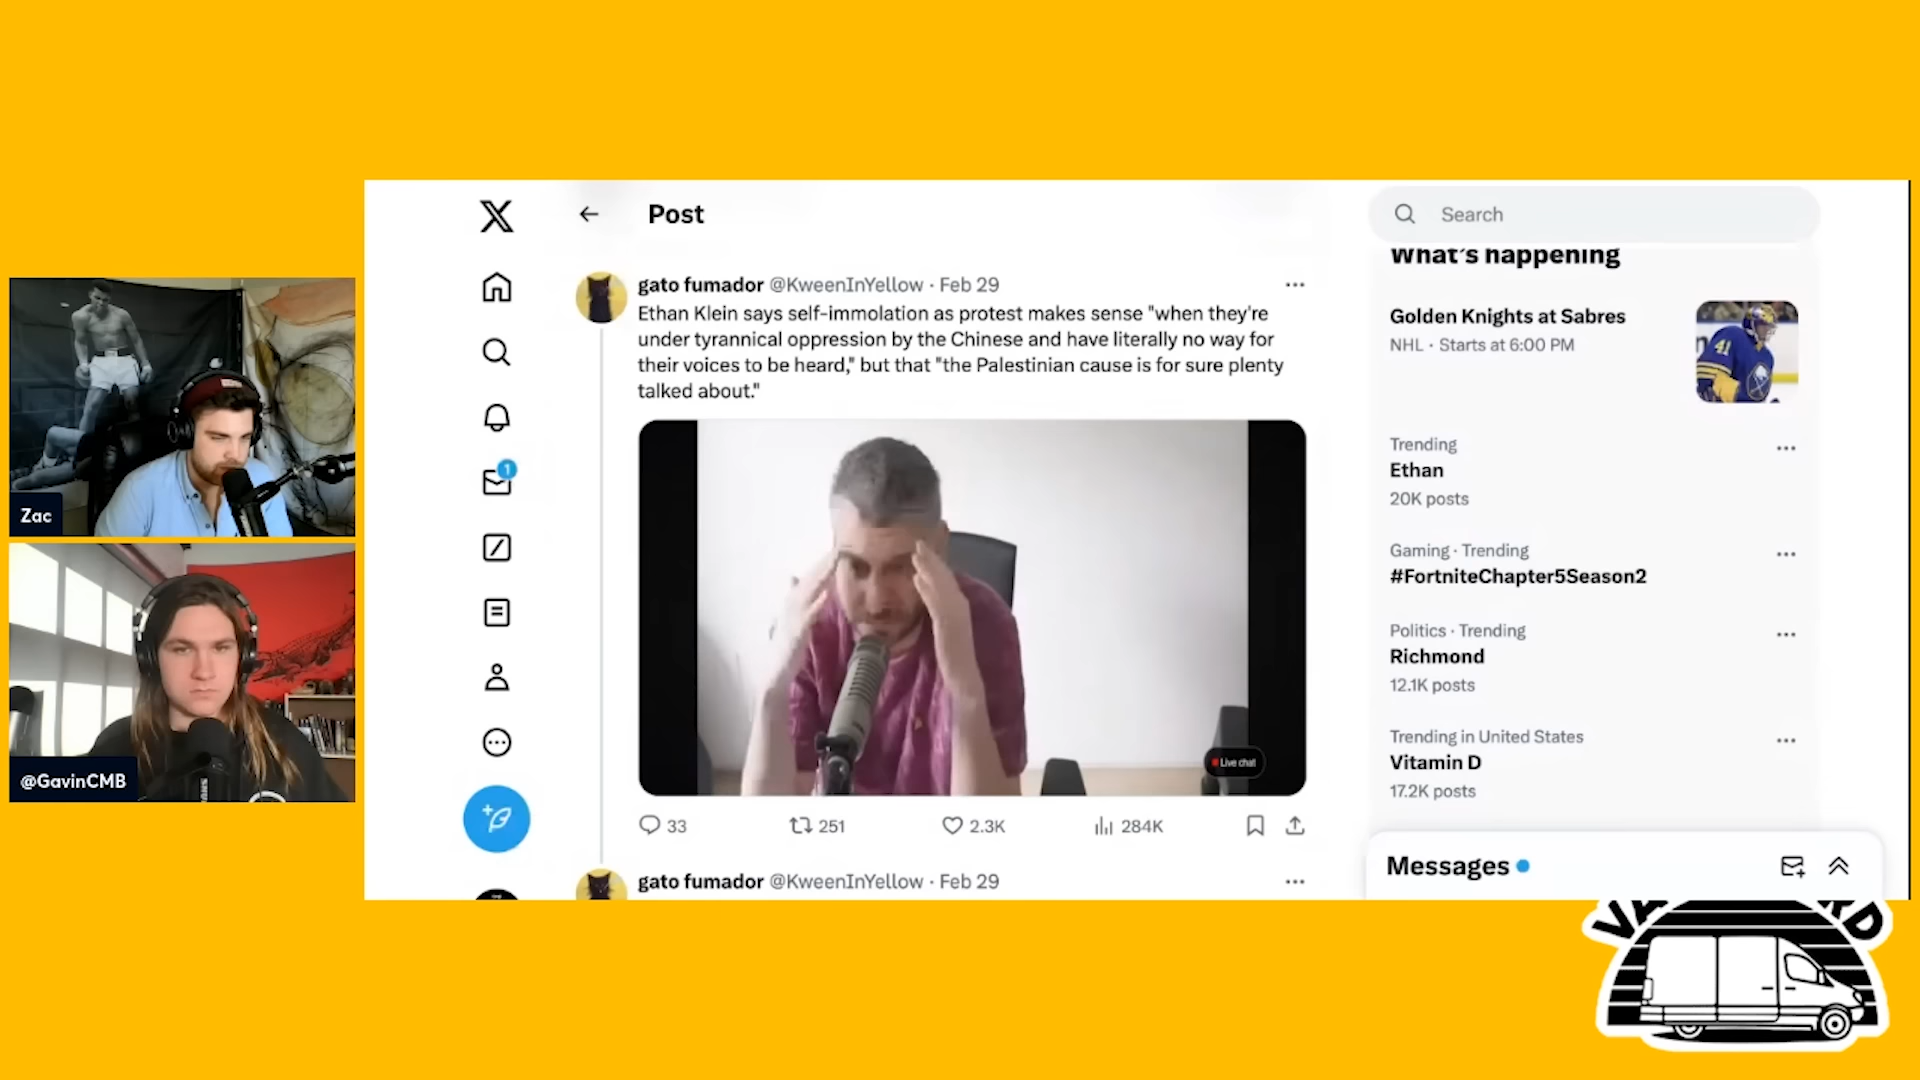 Post
gato fumador @KweenInYellow · Feb 29
Ethan Klein says self-immolation as protest makes sense "when they're
under tyrannical oppression by the Chinese and have literally no way for
their voices to be heard," but that "the Palestinian cause is for sure plenty
talked about."
Live chat
33
251
2.3K
284K
gato fumador @KweenInYellow · Feb 29
1
Search
What's happening
Golden Knights at Sabres
NHL · Starts at 6:00 PM
41
Trending
Ethan
20K posts
Gaming · Trending
#FortniteChapter5Season2
Politics · Trending
Richmond
12.1K posts
Trending in United States
Vitamin D
17.2K posts
Messages
Zac
@GavinCMB